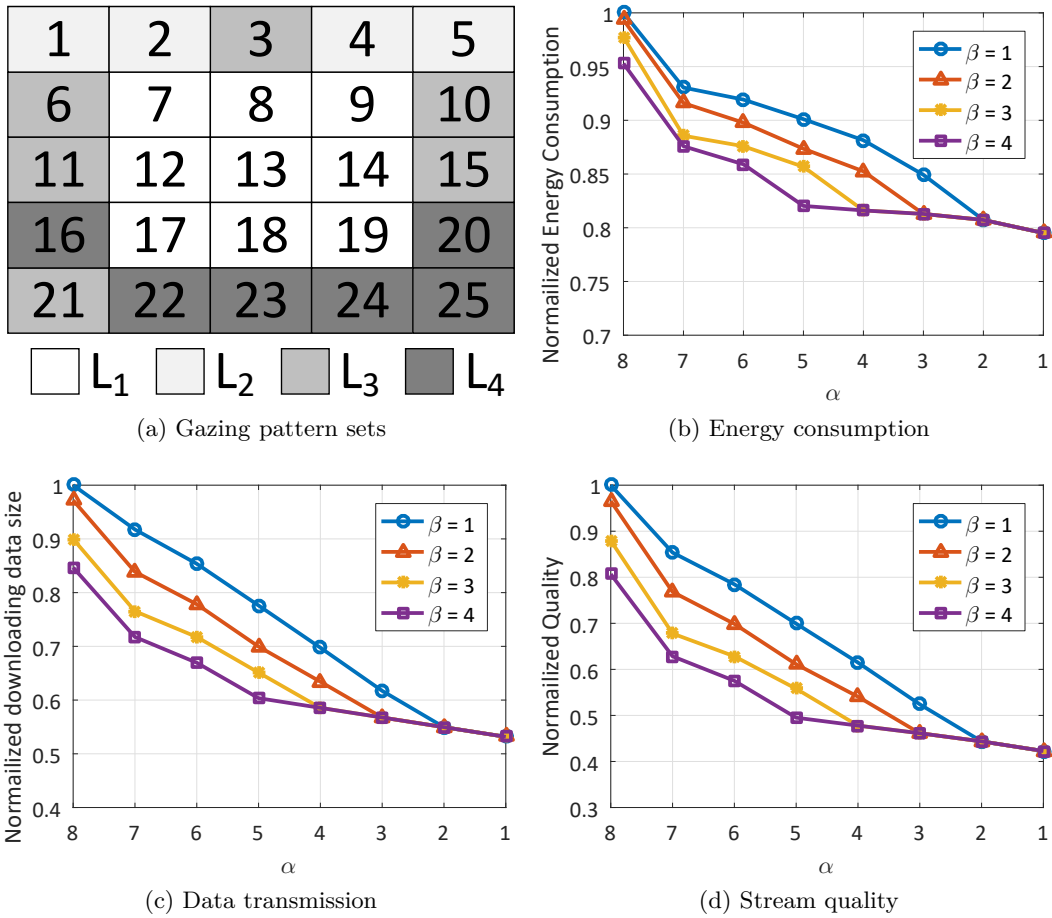 1 2 3 4 5
6 7 8 9 10
11 12 13 14 15
16 17 18 19 20
21 22 23 24 25
L1 L2 L3 L4
(a) Gazing pattern sets
Normailized Energy Consumption
1
0.95
0.9
0.85
0.8
0.75
0.7
8 7 6 5 4 3 2 1
α
β = 1
β = 2
β = 3
β = 4
(b) Energy consumption
Normailized downloading data size
1
0.9
0.8
0.7
0.6
0.5
0.4
8 7 6 5 4 3 2 1
α
β = 1
β = 2
β = 3
β = 4
(c) Data transmission
Normailized Quality
1
0.9
0.8
0.7
0.6
0.5
0.4
0.3
8 7 6 5 4 3 2 1
α
β = 1
β = 2
β = 3
β = 4
(d) Stream quality